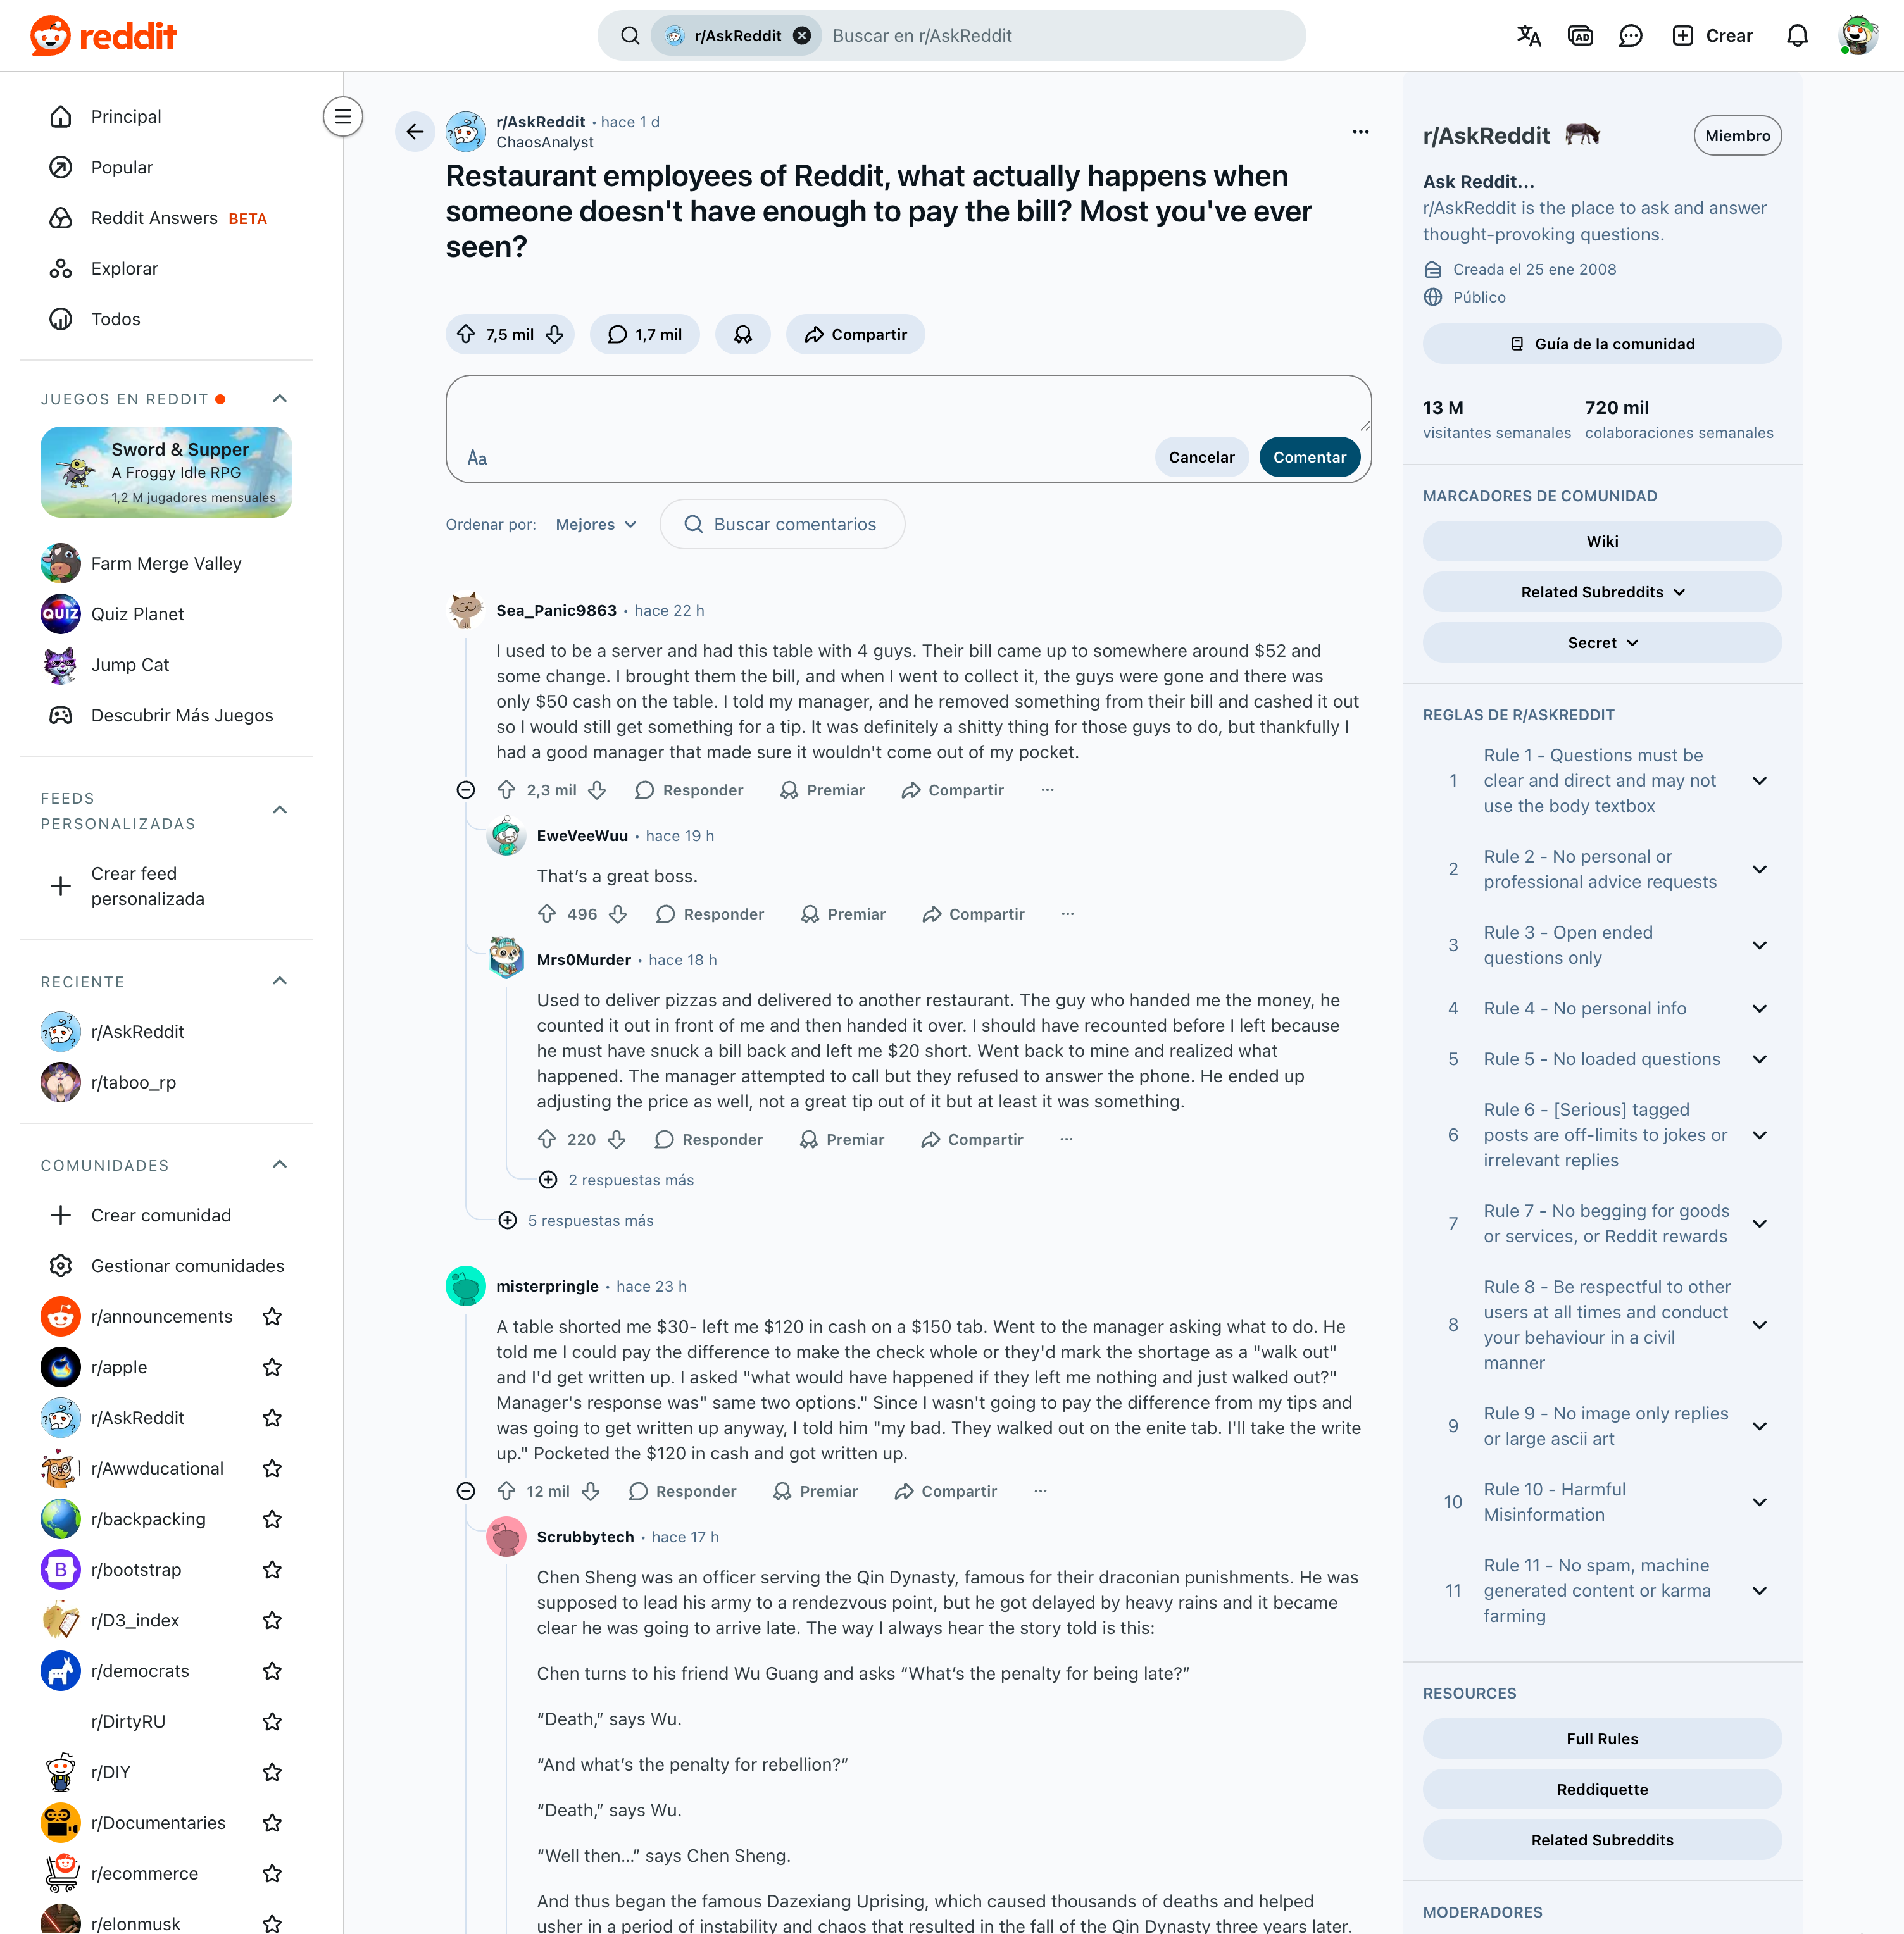 reddit
r/AskReddit
Buscar en r/AskReddit
AD
Crear
Principal
Popular
Reddit Answers BETA
Explorar
Todos
JUEGOS EN REDDIT
Sword & Supper
A Froggy Idle RPG
1,2 M jugadores mensuales
Farm Merge Valley
QUIZ
Quiz Planet
Jump Cat
Descubrir Más Juegos
FEEDS
PERSONALIZADAS
Crear feed
personalizada
RECIENTE
r/AskReddit
r/taboo_rp
COMUNIDADES
Crear comunidad
Gestionar comunidades
r/announcements
r/apple
r/AskReddit
r/Awwducational
r/backpacking
B
r/bootstrap
r/D3_index
r/democrats
r/DirtyRU
r/DIY
r/Documentaries
r/ecommerce
r/elonmusk
r/AskReddit • hace 1 d
ChaosAnalyst
Restaurant employees of Reddit, what actually happens when
someone doesn't have enough to pay the bill? Most you've ever
seen?
7,5 mil
1,7 mil
Compartir
Aa
Cancelar
Comentar
Ordenar por: Mejores
Buscar comentarios
Sea_Panic9863 • hace 22 h
I used to be a server and had this table with 4 guys. Their bill came up to somewhere around $52 and
some change. I brought them the bill, and when I went to collect it, the guys were gone and there was
only $50 cash on the table. I told my manager, and he removed something from their bill and cashed it out
so I would still get something for a tip. It was definitely a shitty thing for those guys to do, but thankfully I
had a good manager that made sure it wouldn't come out of my pocket.
2,3 mil Responder Premiar Compartir
EweVeeWuu • hace 19 h
That’s a great boss.
496 Responder Premiar Compartir
Mrs0Murder • hace 18 h
Used to deliver pizzas and delivered to another restaurant. The guy who handed me the money, he
counted it out in front of me and then handed it over. I should have recounted before I left because
he must have snuck a bill back and left me $20 short. Went back to mine and realized what
happened. The manager attempted to call but they refused to answer the phone. He ended up
adjusting the price as well, not a great tip out of it but at least it was something.
220 Responder Premiar Compartir
2 respuestas más
5 respuestas más
misterpringle • hace 23 h
A table shorted me $30- left me $120 in cash on a $150 tab. Went to the manager asking what to do. He
told me I could pay the difference to make the check whole or they'd mark the shortage as a "walk out"
and I'd get written up. I asked "what would have happened if they left me nothing and just walked out?"
Manager's response was" same two options." Since I wasn't going to pay the difference from my tips and
was going to get written up anyway, I told him "my bad. They walked out on the enite tab. I'll take the write
up." Pocketed the $120 in cash and got written up.
12 mil Responder Premiar Compartir
Scrubbytech • hace 17 h
Chen Sheng was an officer serving the Qin Dynasty, famous for their draconian punishments. He was
supposed to lead his army to a rendezvous point, but he got delayed by heavy rains and it became
clear he was going to arrive late. The way I always hear the story told is this:
Chen turns to his friend Wu Guang and asks “What’s the penalty for being late?”
“Death,” says Wu.
“And what’s the penalty for rebellion?”
“Death,” says Wu.
“Well then…” says Chen Sheng.
And thus began the famous Dazexiang Uprising, which caused thousands of deaths and helped
usher in a period of instability and chaos that resulted in the fall of the Qin Dynasty three years later.
r/AskReddit
Miembro
Ask Reddit...
r/AskReddit is the place to ask and answer
thought-provoking questions.
Creada el 25 ene 2008
Público
Guía de la comunidad
13 M 720 mil
visitantes semanales colaboraciones semanales
MARCADORES DE COMUNIDAD
Wiki
Related Subreddits
Secret
REGLAS DE R/ASKREDDIT
1 Rule 1 - Questions must be
clear and direct and may not
use the body textbox
2 Rule 2 - No personal or
professional advice requests
3 Rule 3 - Open ended
questions only
4 Rule 4 - No personal info
5 Rule 5 - No loaded questions
6 Rule 6 - [Serious] tagged
posts are off-limits to jokes or
irrelevant replies
7 Rule 7 - No begging for goods
or services, or Reddit rewards
8 Rule 8 - Be respectful to other
users at all times and conduct
your behaviour in a civil
manner
9 Rule 9 - No image only replies
or large ascii art
10 Rule 10 - Harmful
Misinformation
11 Rule 11 - No spam, machine
generated content or karma
farming
RESOURCES
Full Rules
Reddiquette
Related Subreddits
MODERADORES